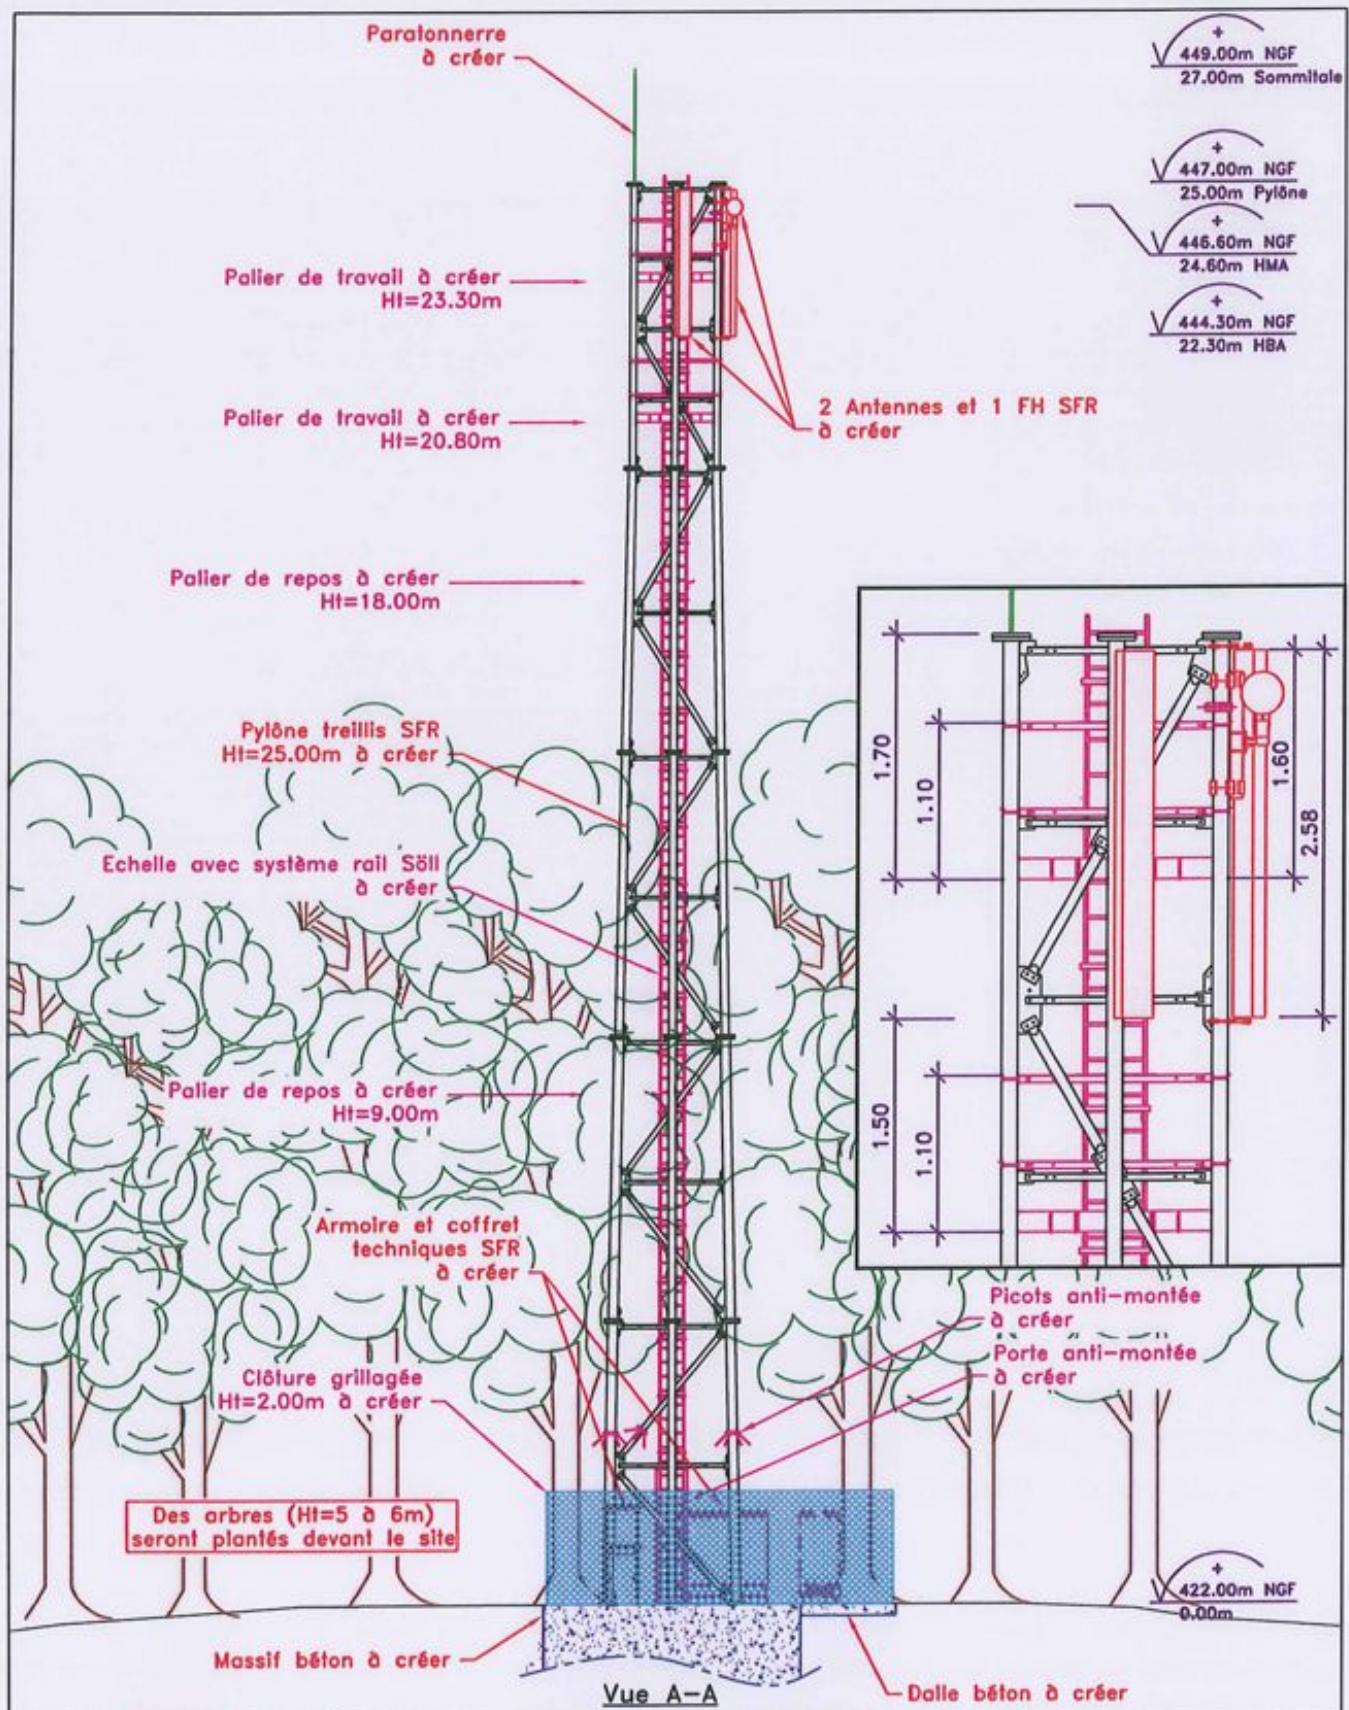 Paratonnerre
à créer
+
449.00m NGF
27.00m Sommitale
+
447.00m NGF
25.00m Pylône
+
446.60m NGF
24.60m HMA
+
444.30m NGF
22.30m HBA
Palier de travail à créer
Ht=23.30m
2 Antennes et 1 FH SFR
à créer
Palier de travail à créer
Ht=20.80m
Palier de repos à créer
Ht=18.00m
1.70
1.10
1.60
2.58
1.50
1.10
Pylône treillis SFR
Ht=25.00m à créer
Echelle avec système rail Söll
à créer
Palier de repos à créer
Ht=9.00m
Armoire et coffret
techniques SFR
à créer
Picots anti-montée
à créer
Porte anti-montée
à créer
Clôture grillagée
Ht=2.00m à créer
Des arbres (Ht=5 à 6m)
seront plantés devant le site
+
422.00m NGF
0.00m
Massif béton à créer
Dalle béton à créer
Vue A-A